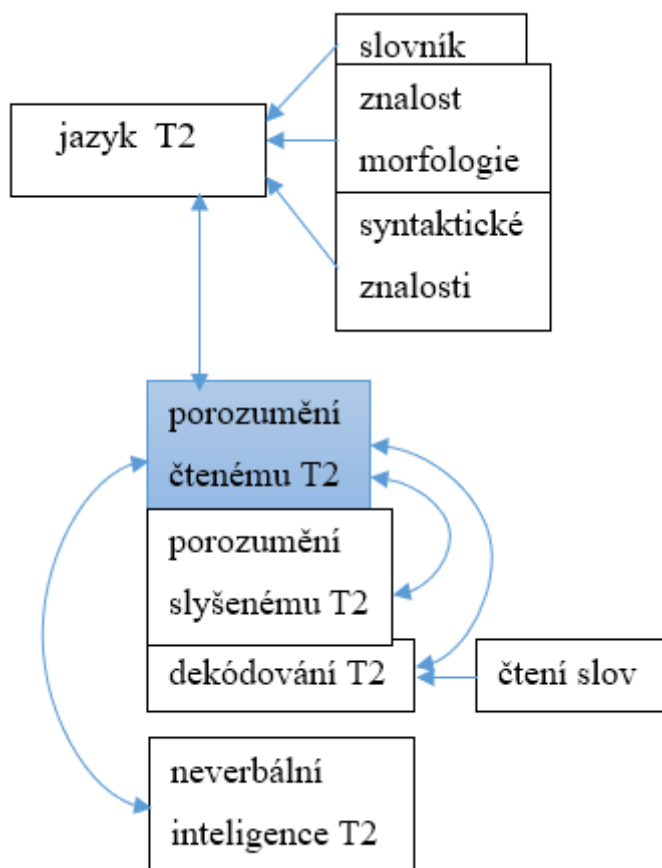 slovník
znalost
morfologie
syntaktické
znalosti
jazyk T2
porozumění
čtenému T2
porozumění
slyšenému T2
dekódování T2
čtení slov
neverbální
inteligence T2